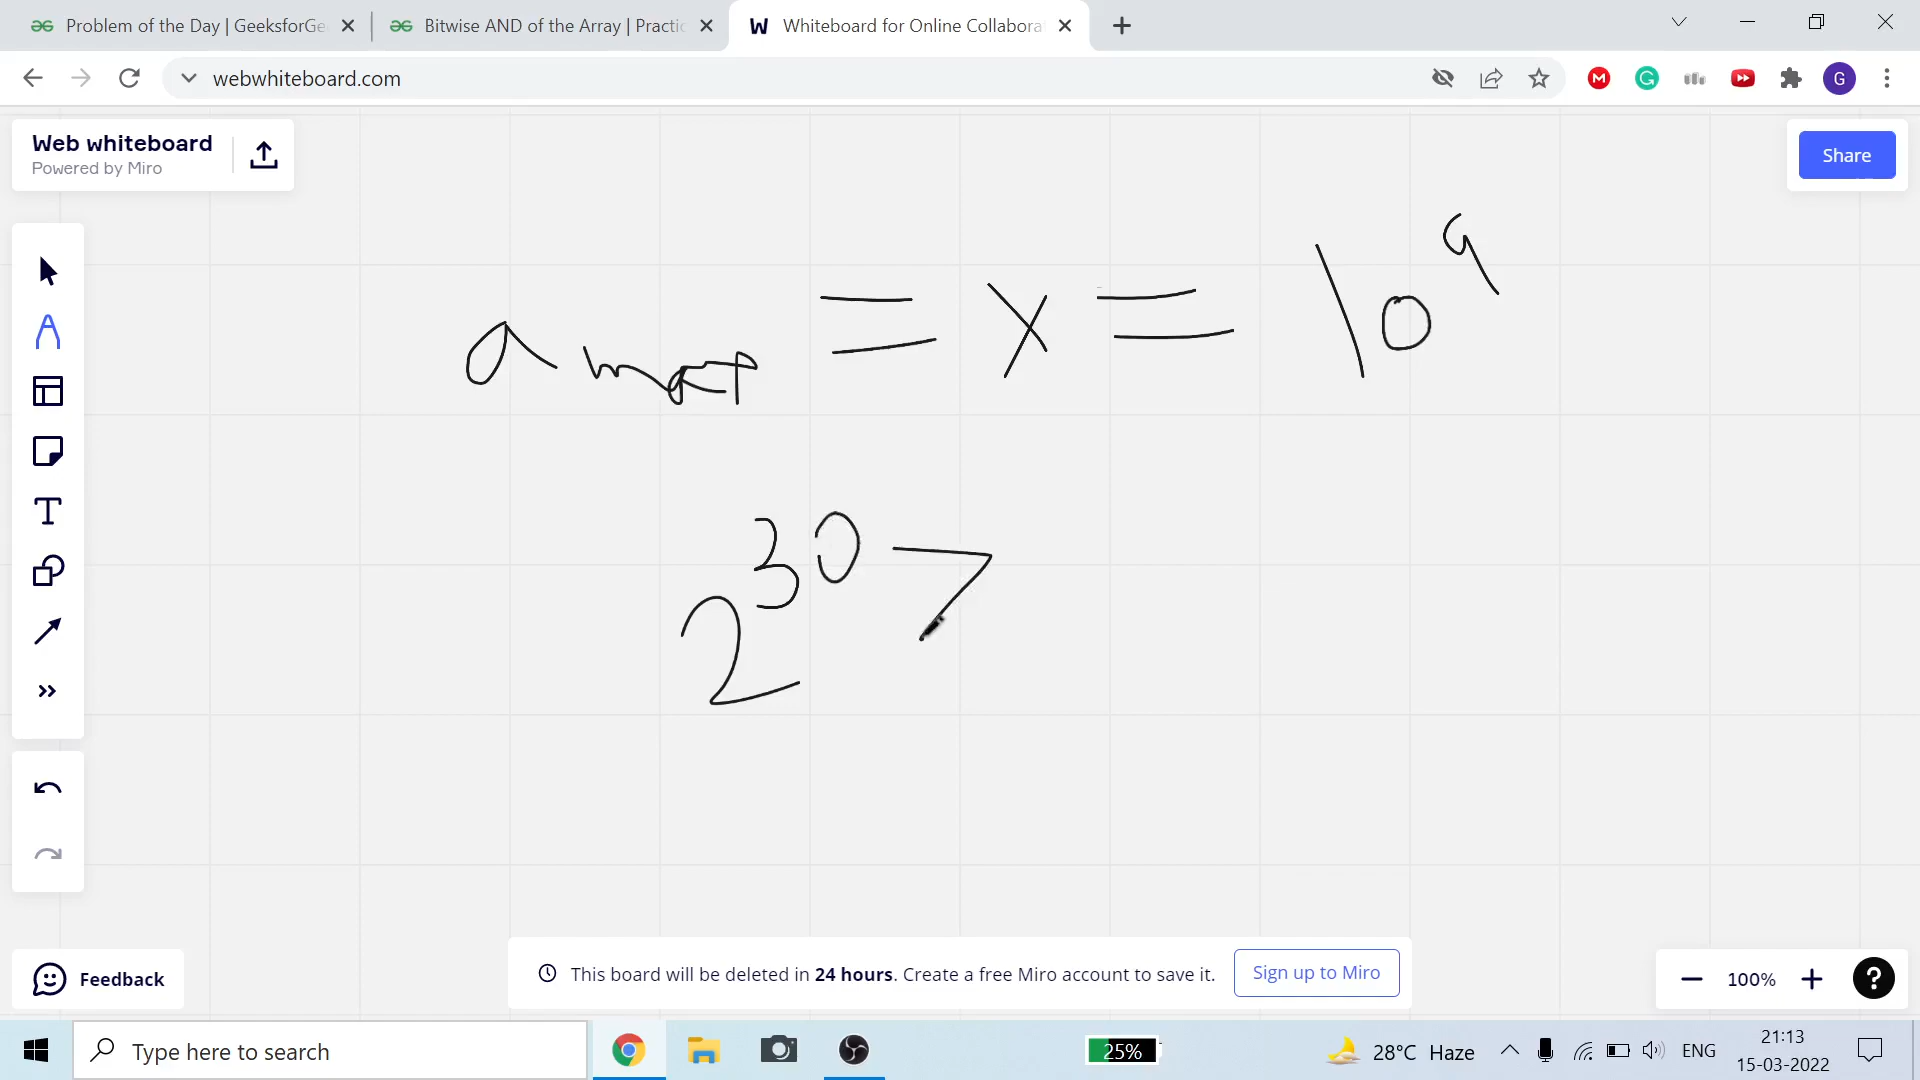 Problem of the Day | GeeksforGe
Bitwise AND of the Array | Practic
Whiteboard for Online Collabora
webwhiteboard.com
G
Web whiteboard
Powered by Miro
Share
= x = 10^9
2^30 >
Feedback
This board will be deleted in 24 hours. Create a free Miro account to save it.
Sign up to Miro
100%
?
Type here to search
25%
28°C Haze
ENG
21:13
15-03-2022